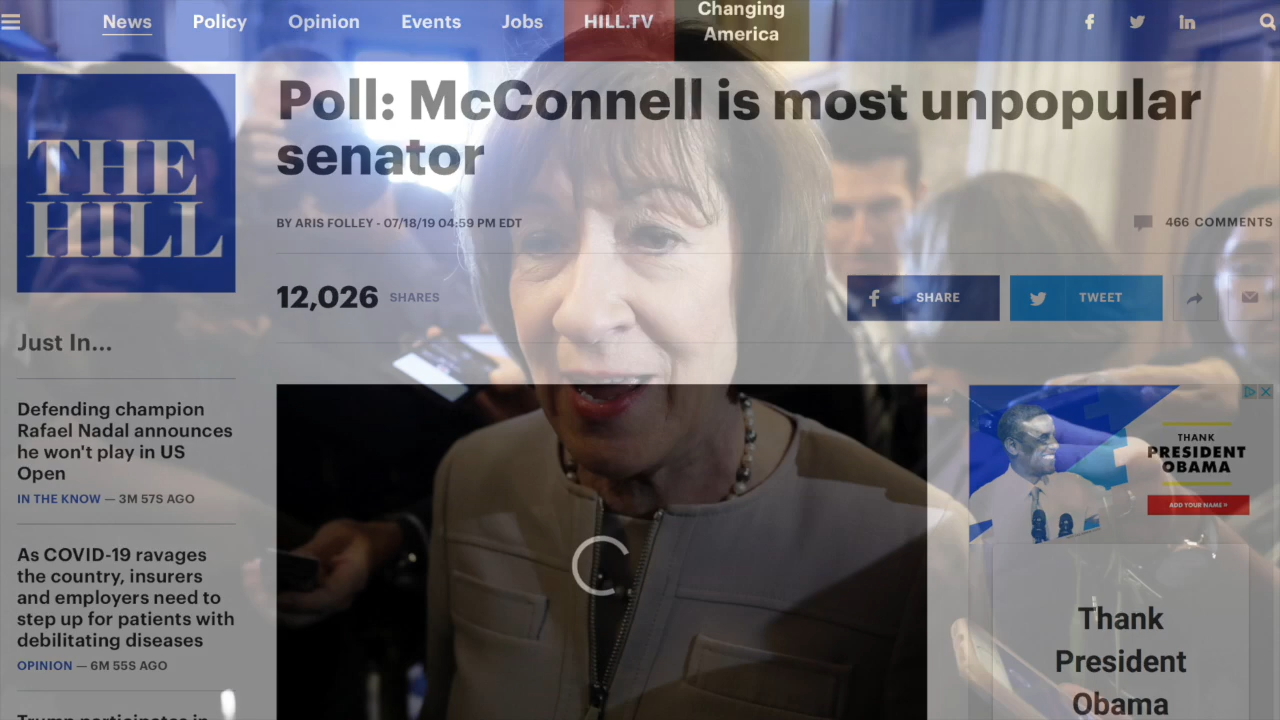 News
Policy
Opinion
Events
Jobs
HILL.TV
Changing
America
THE
HILL
Poll: McConnell is most unpopular
senator
BY ARIS FOLLEY - 07/18/19 04:59 PM EDT
466 COMMENTS
12,026 SHARES
SHARE
TWEET
Just In...
Defending champion
Rafael Nadal announces
he won't play in US
Open
IN THE KNOW — 3M 57S AGO
As COVID-19 ravages
the country, insurers
and employers need to
step up for patients with
debilitating diseases
OPINION — 6M 55S AGO
Trump participates in
THANK
PRESIDENT
OBAMA
ADD YOUR NAME »
Thank
President
Obama